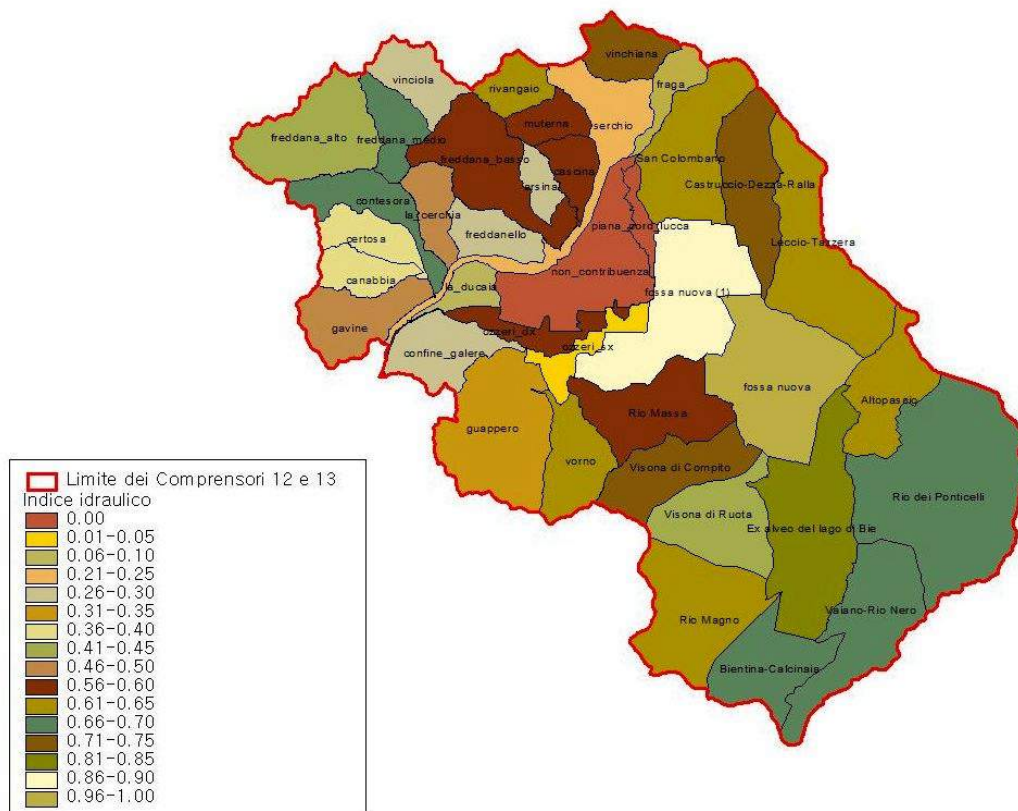 vinchiana
vinciola
fraga
rivangaio
muterna
serchio
freddana_alto
freddana_medio
freddana_basso
San Colombano
cascina
Castruccio-Dezza-Ralla
arsina
contesora
la_cerchia
piana_nord_lucca
freddanello
certosa
Leccio-Tazzera
non_contribuenza
canabbia
la_ducaia
fossa nuova (1)
gavine
ozzeri_dx
ozzeri_sx
confine_galere
fossa nuova
Altopascio
Rio Massa
guappero
vorno
Visona di Compito
Rio dei Ponticelli
Visona di Ruota
Ex alveo del lago di Bie
Vaiano-Rio Nero
Rio Magno
Bientina-Calcinaia
Limite dei Comprensori 12 e 13
Indice idraulico
0.00
0.01-0.05
0.06-0.10
0.21-0.25
0.26-0.30
0.31-0.35
0.36-0.40
0.41-0.45
0.46-0.50
0.56-0.60
0.61-0.65
0.66-0.70
0.71-0.75
0.81-0.85
0.86-0.90
0.96-1.00